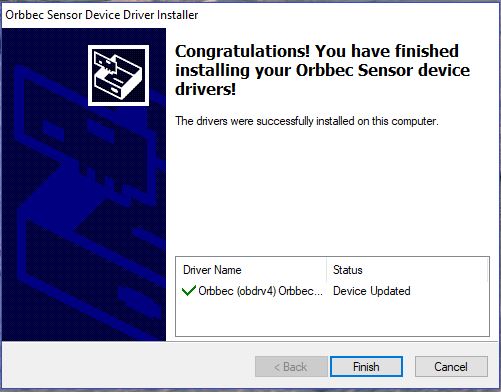 Orbbec Sensor Device Driver Installer
Congratulations! You have finished
installing your Orbbec Sensor device
drivers!
The drivers were successfully installed on this computer.
Driver Name Status
Orbbec (obdrv4) Orbbec... Device Updated
< Back Finish Cancel